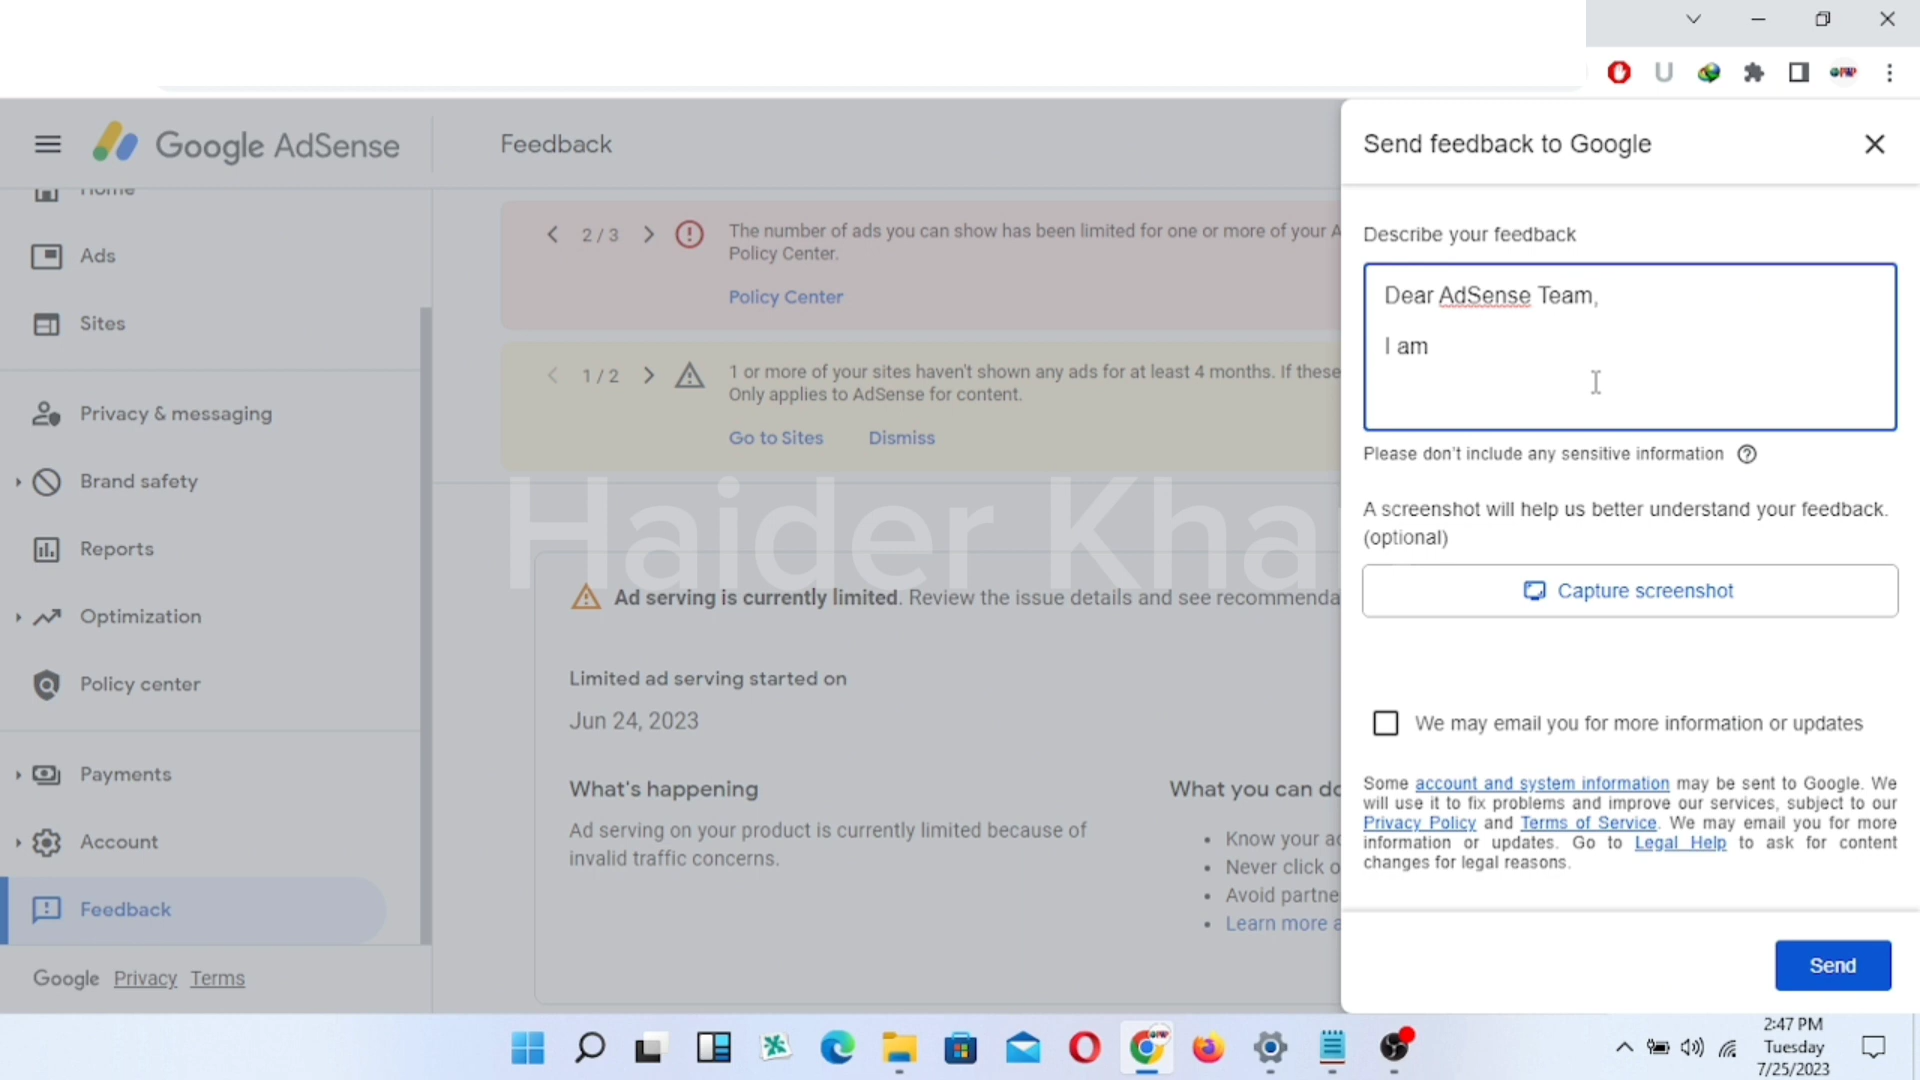 Google AdSense
Feedback
Home
Ads
Sites
Privacy & messaging
Brand safety
Reports
Optimization
Policy center
Payments
Account
Feedback
Google Privacy Terms
2 / 3
The number of ads you can show has been limited for one or more of your A
Policy Center.
Policy Center
1 / 2
1 or more of your sites haven't shown any ads for at least 4 months. If these
Only applies to AdSense for content.
Go to Sites Dismiss
Haider Khan
Ad serving is currently limited. Review the issue details and see recommenda
Limited ad serving started on
Jun 24, 2023
What's happening
Ad serving on your product is currently limited because of
invalid traffic concerns.
What you can do
Know your ad
Never click o
Avoid partne
Learn more a
Send feedback to Google
Describe your feedback
Dear AdSense Team,
I am
Please don't include any sensitive information
A screenshot will help us better understand your feedback.
(optional)
Capture screenshot
We may email you for more information or updates
Some account and system information may be sent to Google. We
will use it to fix problems and improve our services, subject to our
Privacy Policy and Terms of Service. We may email you for more
information or updates. Go to Legal Help to ask for content
changes for legal reasons.
Send
2:47 PM
Tuesday
7/25/2023